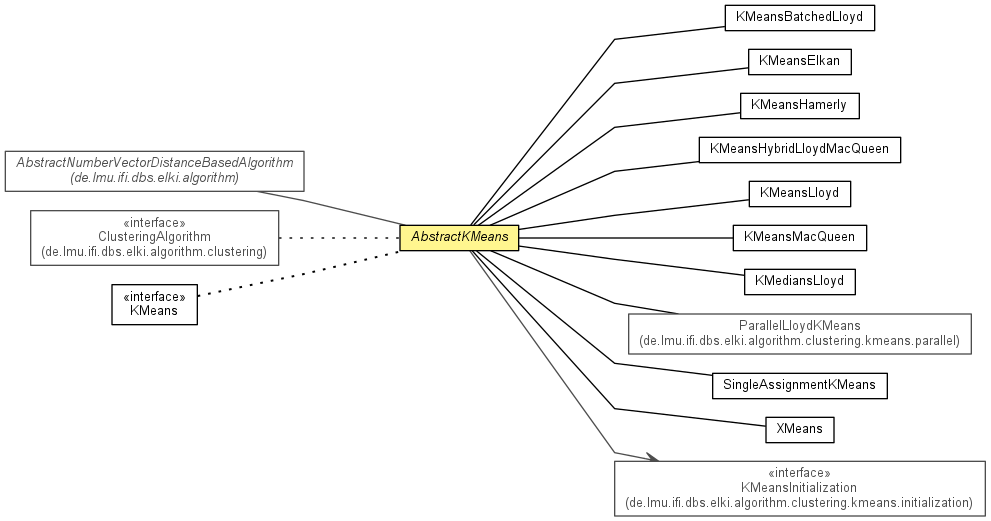 AbstractNumberVectorDistanceBasedAlgorithm
(de.lmu.ifi.dbs.elki.algorithm)
«interface»
ClusteringAlgorithm
(de.lmu.ifi.dbs.elki.algorithm.clustering)
«interface»
KMeans
AbstractKMeans
KMeansBatchedLloyd
KMeansElkan
KMeansHamerly
KMeansHybridLloydMacQueen
KMeansLloyd
KMeansMacQueen
KMediansLloyd
ParallelLloydKMeans
(de.lmu.ifi.dbs.elki.algorithm.clustering.kmeans.parallel)
SingleAssignmentKMeans
XMeans
«interface»
KMeansInitialization
(de.lmu.ifi.dbs.elki.algorithm.clustering.kmeans.initialization)